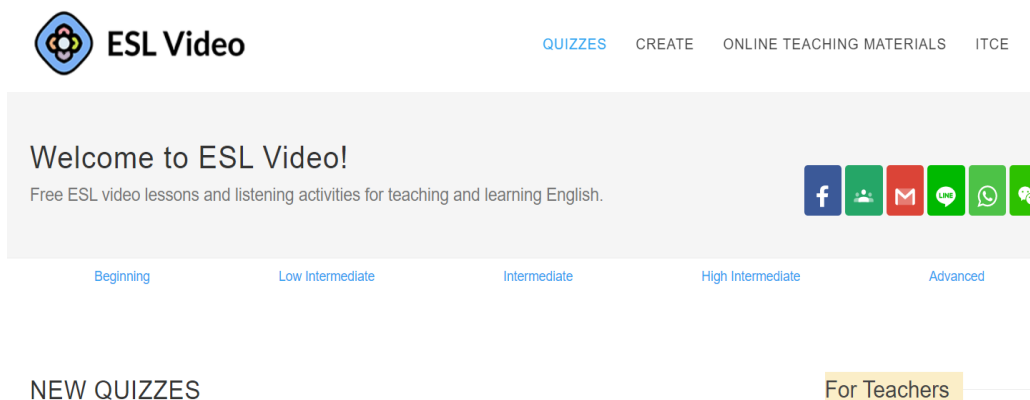 ESL Video
QUIZZES CREATE ONLINE TEACHING MATERIALS ITCE
Welcome to ESL Video!
Free ESL video lessons and listening activities for teaching and learning English.
LINE
Beginning Low Intermediate Intermediate High Intermediate Advanced
NEW QUIZZES For Teachers